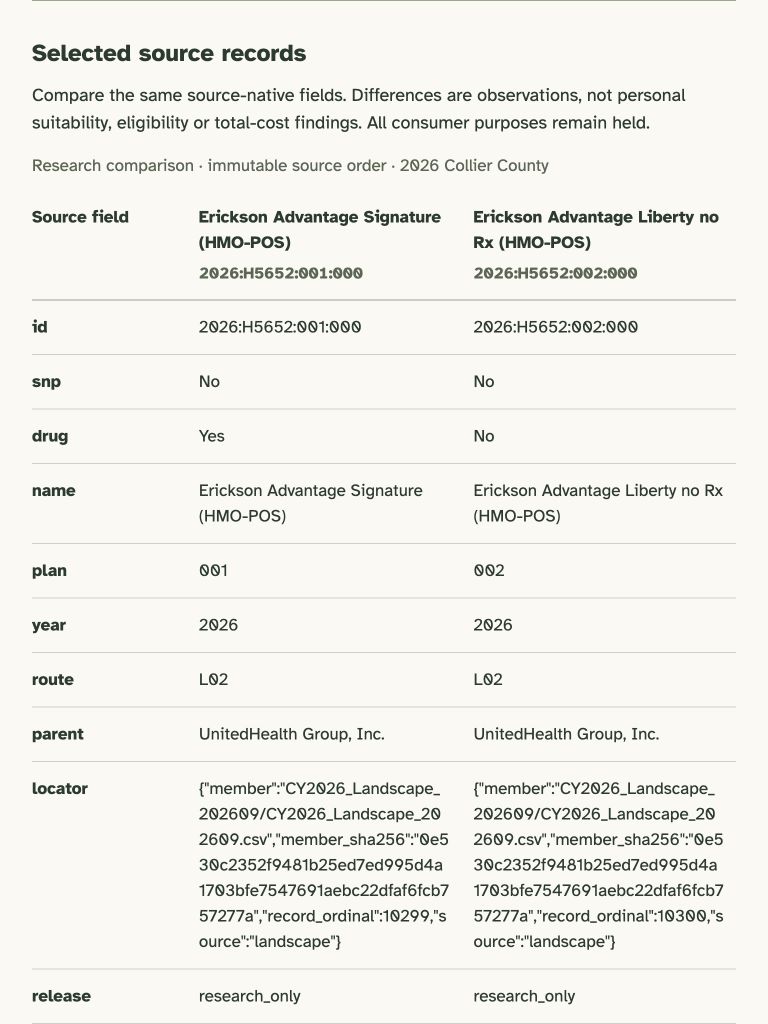 Selected source records
Compare the same source-native fields. Differences are observations, not personal
suitability, eligibility or total-cost findings. All consumer purposes remain held.
Research comparison · immutable source order · 2026 Collier County
Source field
Erickson Advantage Signature
(HMO-POS)
2026:H5652:001:000
Erickson Advantage Liberty no
Rx (HMO-POS)
2026:H5652:002:000
id
2026:H5652:001:000
2026:H5652:002:000
snp
No
No
drug
Yes
No
name
Erickson Advantage Signature
(HMO-POS)
Erickson Advantage Liberty no Rx
(HMO-POS)
plan
001
002
year
2026
2026
route
L02
L02
parent
UnitedHealth Group, Inc.
UnitedHealth Group, Inc.
locator
{"member":"CY2026_Landscape_
202609/CY2026_Landscape_20
2609.csv","member_sha256":"0e5
30c2352f9481b25ed7ed995d4a
1703bfe7547691aebc22dfaf6fcb7
57277a","record_ordinal":10299,"s
ource":"landscape"}
{"member":"CY2026_Landscape_
202609/CY2026_Landscape_20
2609.csv","member_sha256":"0e5
30c2352f9481b25ed7ed995d4a
1703bfe7547691aebc22dfaf6fcb7
57277a","record_ordinal":10300,"s
ource":"landscape"}
release
research_only
research_only